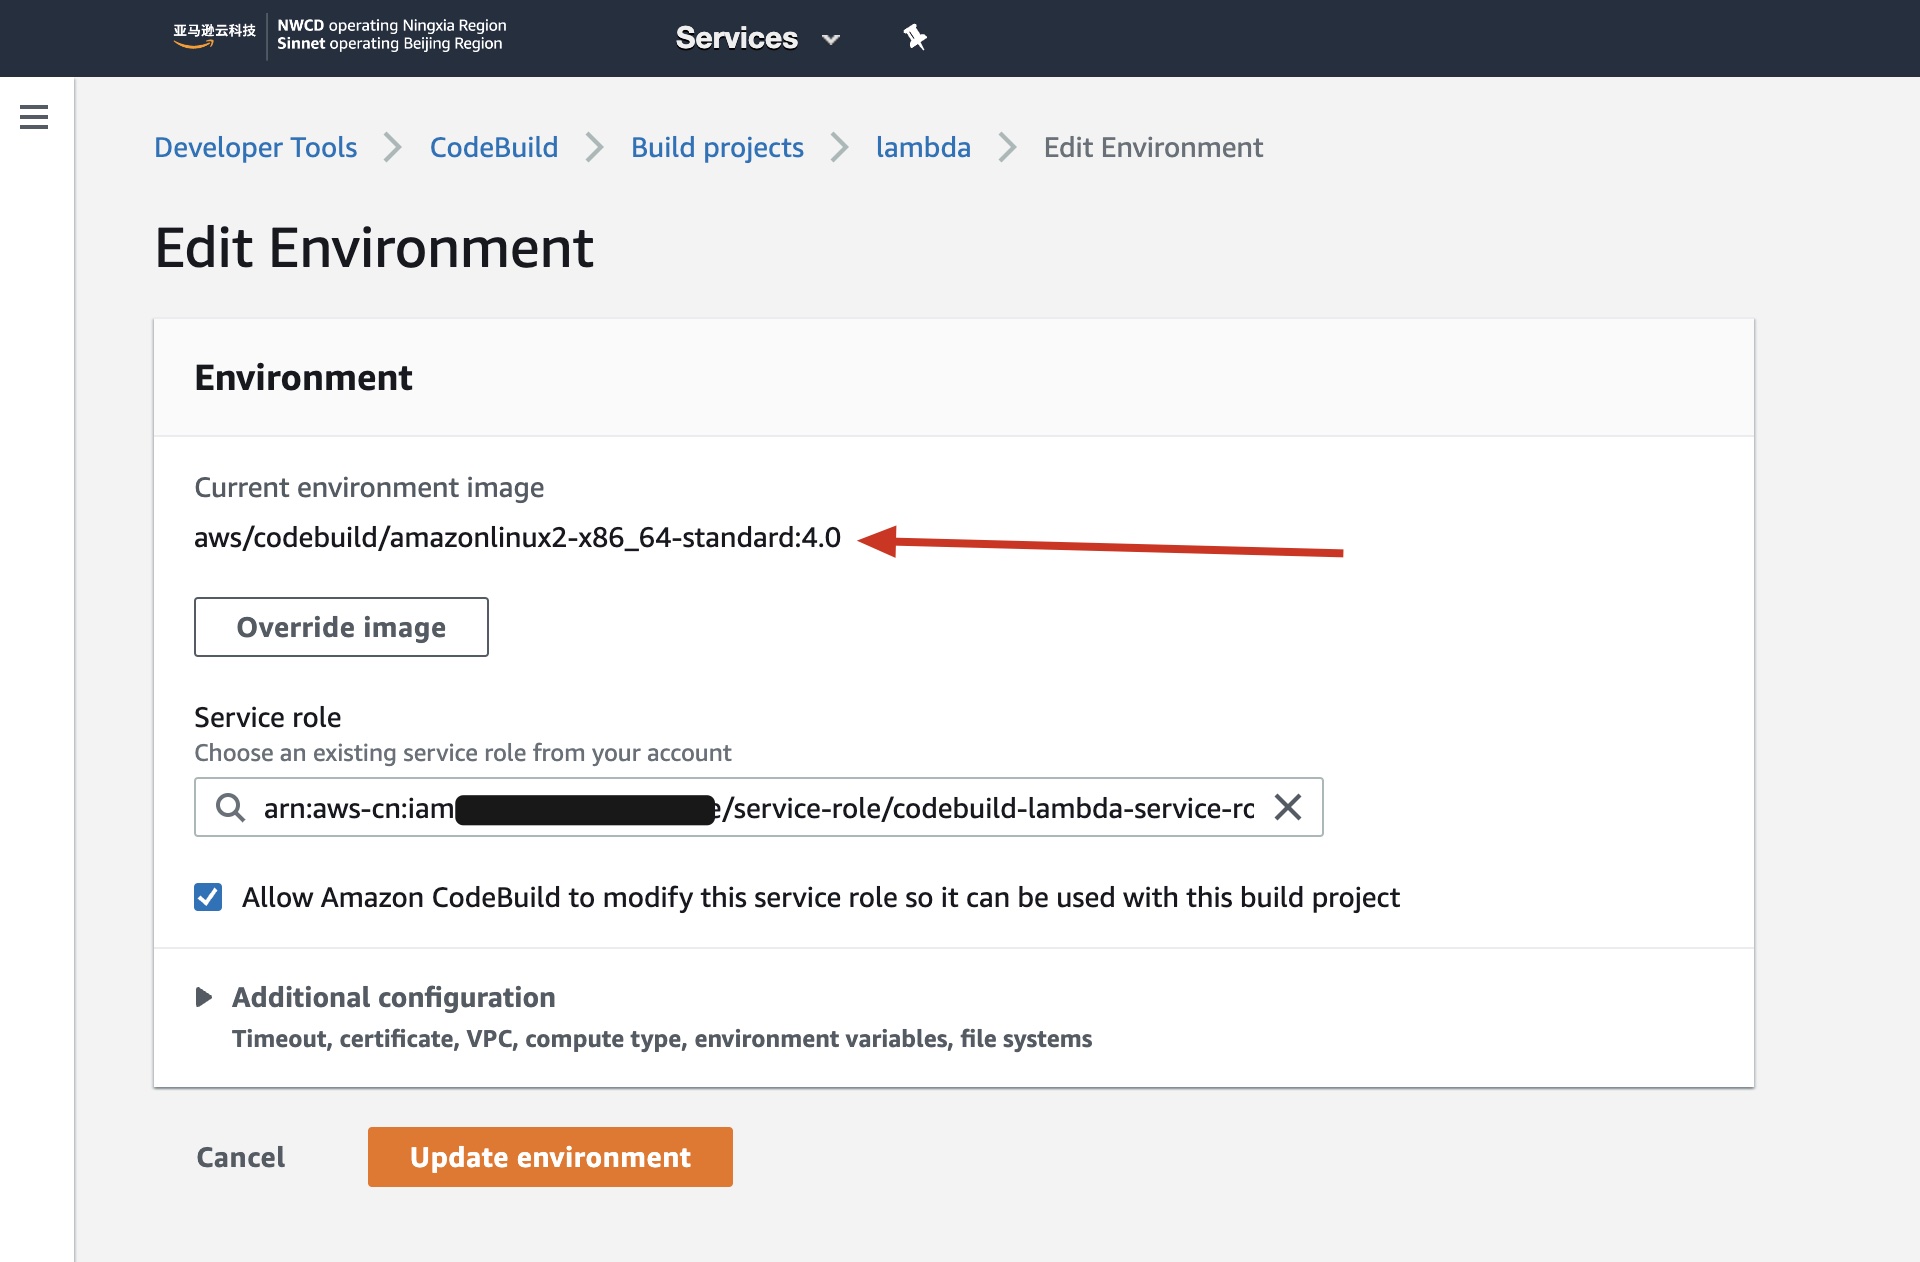 亚马逊云科技
NWCD operating Ningxia Region
Sinnet operating Beijing Region
Services
Developer Tools
CodeBuild
Build projects
lambda
Edit Environment
Edit Environment
Environment
Current environment image
aws/codebuild/amazonlinux2-x86_64-standard:4.0
Override image
Service role
Choose an existing service role from your account
arn:aws-cn:iam e/service-role/codebuild-lambda-service-ro
Allow Amazon CodeBuild to modify this service role so it can be used with this build project
Additional configuration
Timeout, certificate, VPC, compute type, environment variables, file systems
Cancel
Update environment